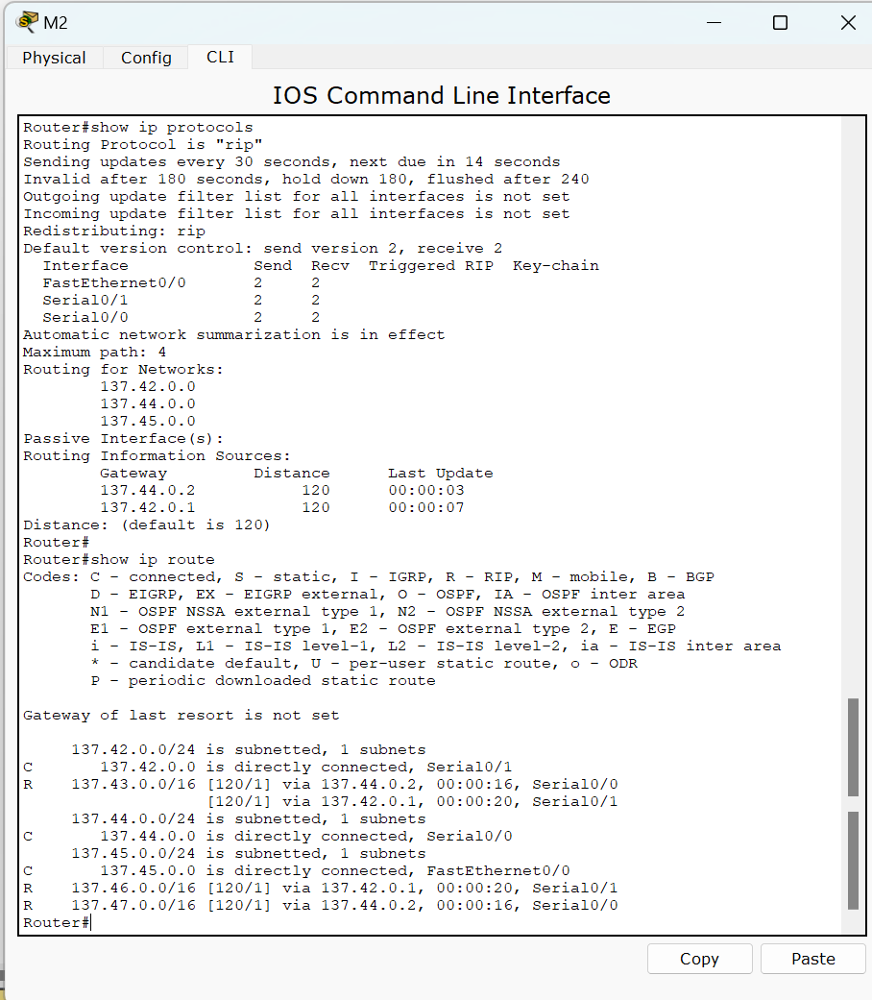 M2
Physical Config CLI
IOS Command Line Interface
Router#show ip protocols
Routing Protocol is "rip"
Sending updates every 30 seconds, next due in 14 seconds
Invalid after 180 seconds, hold down 180, flushed after 240
Outgoing update filter list for all interfaces is not set
Incoming update filter list for all interfaces is not set
Redistributing: rip
Default version control: send version 2, receive 2
  Interface             Send  Recv  Triggered RIP  Key-chain
  FastEthernet0/0       2     2
  Serial0/1             2     2
  Serial0/0             2     2
Automatic network summarization is in effect
Maximum path: 4
Routing for Networks:
        137.42.0.0
        137.44.0.0
        137.45.0.0
Passive Interface(s):
Routing Information Sources:
        Gateway         Distance      Last Update
        137.44.0.2           120      00:00:03
        137.42.0.1           120      00:00:07
Distance: (default is 120)
Router#
Router#show ip route
Codes: C - connected, S - static, I - IGRP, R - RIP, M - mobile, B - BGP
       D - EIGRP, EX - EIGRP external, O - OSPF, IA - OSPF inter area
       N1 - OSPF NSSA external type 1, N2 - OSPF NSSA external type 2
       E1 - OSPF external type 1, E2 - OSPF external type 2, E - EGP
       i - IS-IS, L1 - IS-IS level-1, L2 - IS-IS level-2, ia - IS-IS inter area
       * - candidate default, U - per-user static route, o - ODR
       P - periodic downloaded static route
Gateway of last resort is not set
     137.42.0.0/24 is subnetted, 1 subnets
C       137.42.0.0 is directly connected, Serial0/1
R    137.43.0.0/16 [120/1] via 137.44.0.2, 00:00:16, Serial0/0
                   [120/1] via 137.42.0.1, 00:00:20, Serial0/1
     137.44.0.0/24 is subnetted, 1 subnets
C       137.44.0.0 is directly connected, Serial0/0
     137.45.0.0/24 is subnetted, 1 subnets
C       137.45.0.0 is directly connected, FastEthernet0/0
R    137.46.0.0/16 [120/1] via 137.42.0.1, 00:00:20, Serial0/1
R    137.47.0.0/16 [120/1] via 137.44.0.2, 00:00:16, Serial0/0
Router#
Copy Paste